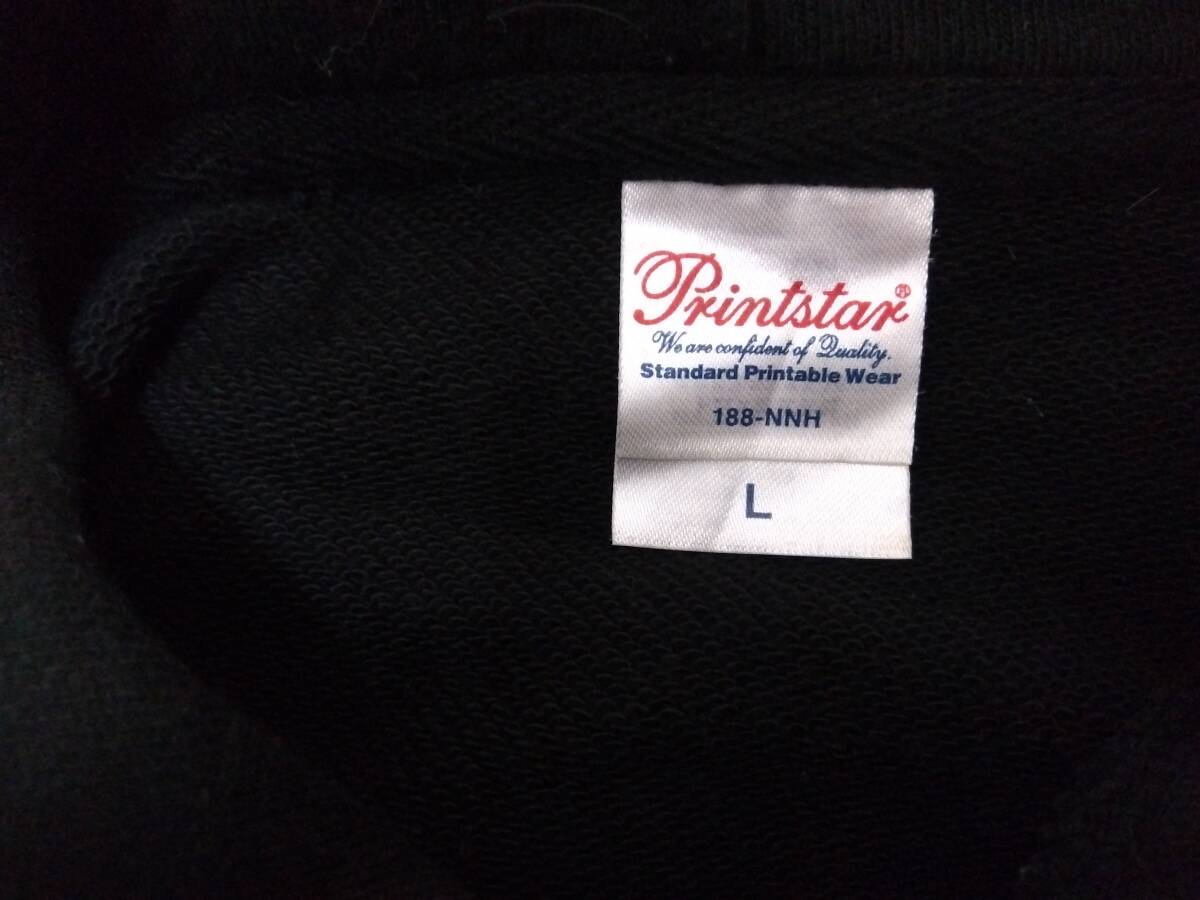 Printstar®
We are confident of Quality.
Standard Printable Wear
188-NNH
L